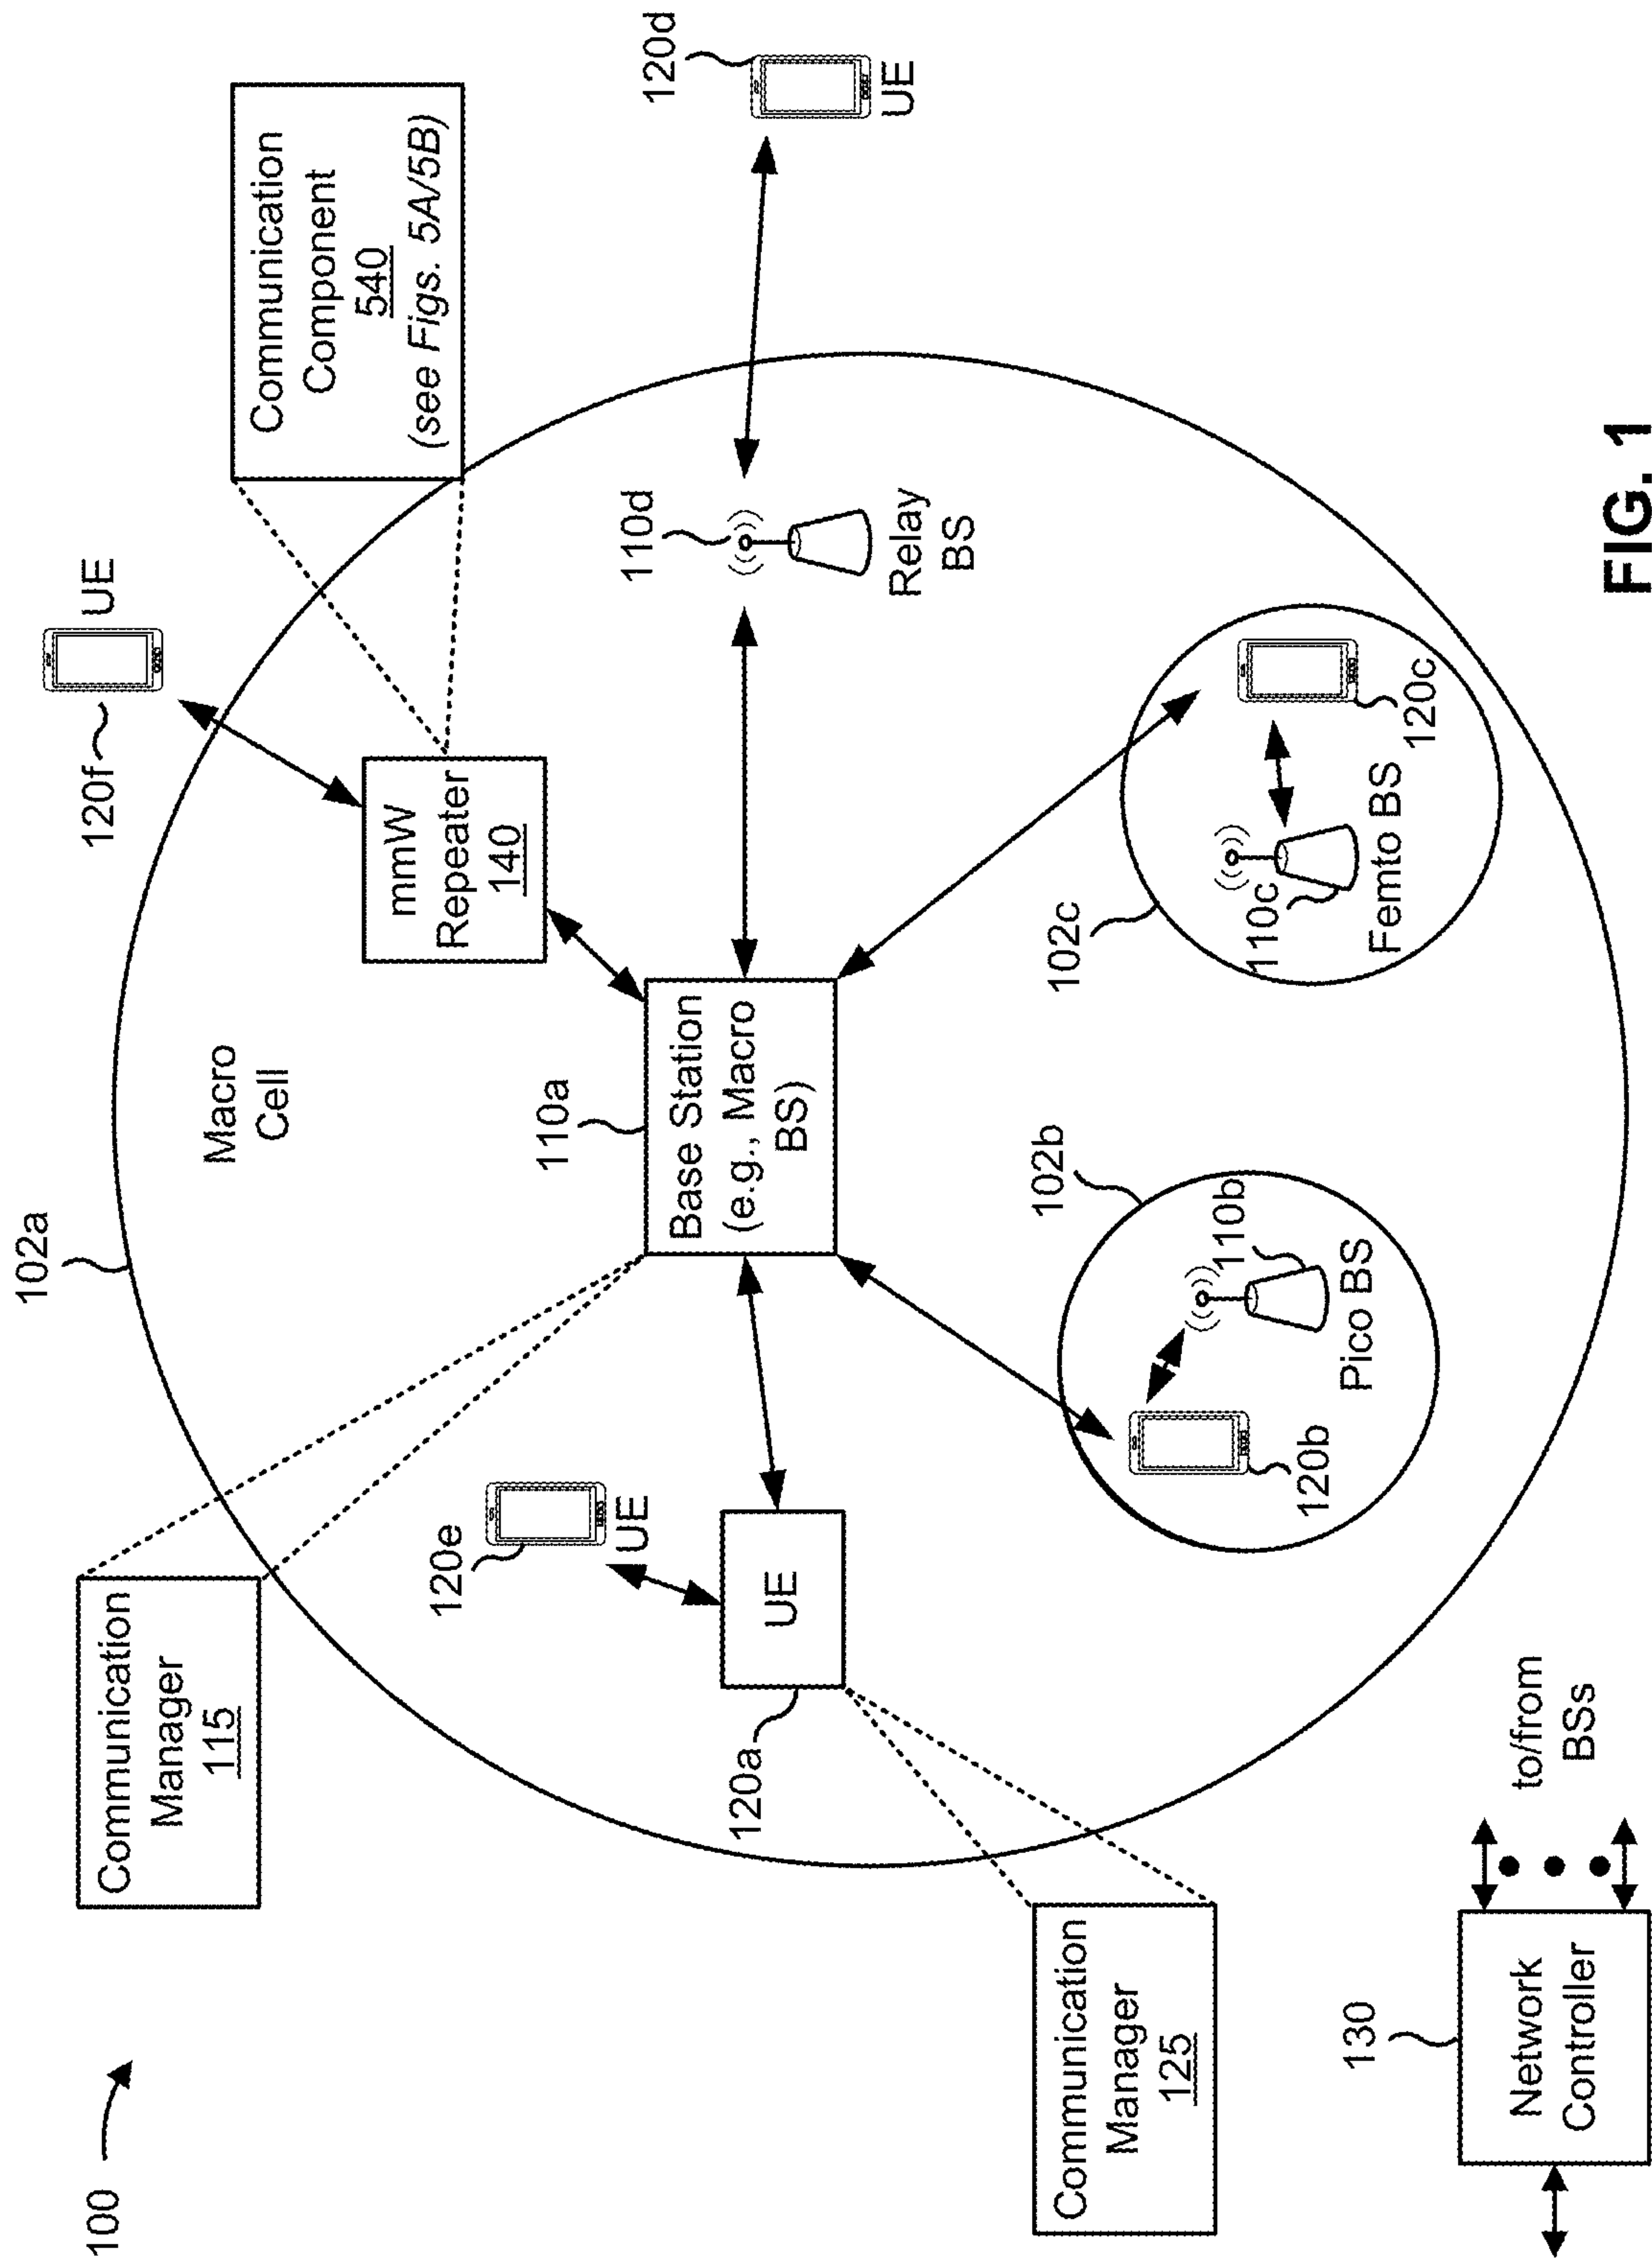 100
102a
Macro
Cell
120f
UE
Communication
Component
540
(see Figs. 5A/5B)
Communication
Manager
115
mmW
Repeater
140
120e
UE
110a
Base Station
(e.g., Macro
BS)
110d
Relay
BS
120d
UE
UE
120a
Communication
Manager
125
102b
110b
120b
Pico BS
102c
110c
120c
Femto BS
130
Network
Controller
to/from
BSs
FIG. 1